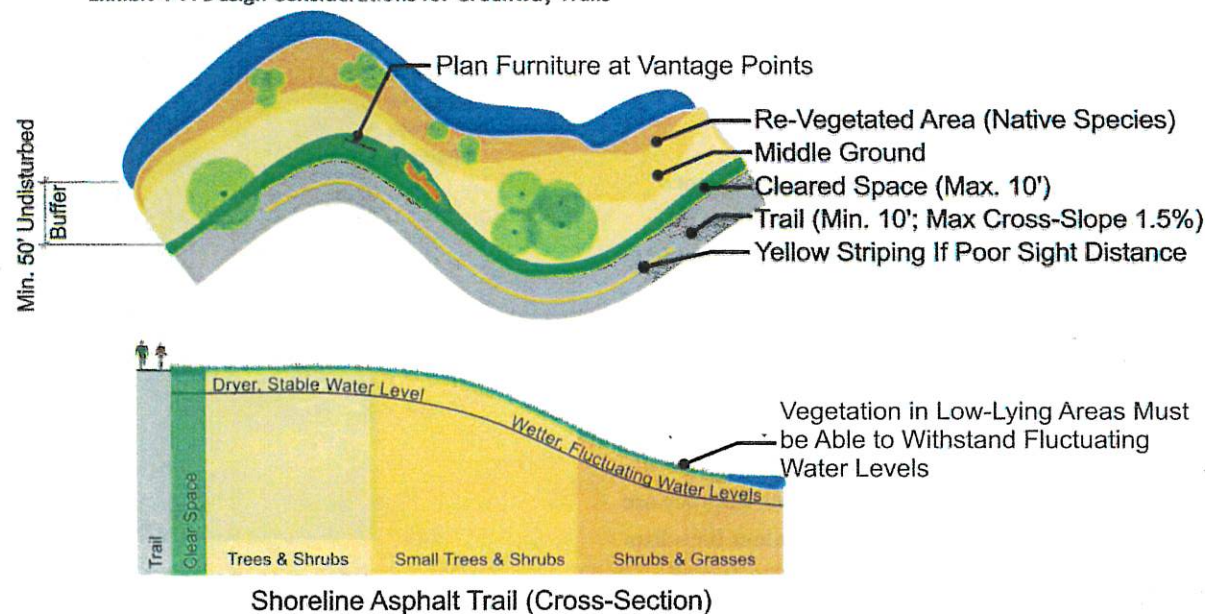 Plan Furniture at Vantage Points
Re-Vegetated Area (Native Species)
Middle Ground
Cleared Space (Max. 10')
Trail (Min. 10'; Max Cross-Slope 1.5%)
Yellow Striping If Poor Sight Distance
Min. 50' Undisturbed
Buffer
Dryer, Stable Water Level
Wetter, Fluctuating Water Levels
Vegetation in Low-Lying Areas Must
be Able to Withstand Fluctuating
Water Levels
Trail
Clear Space
Trees & Shrubs
Small Trees & Shrubs
Shrubs & Grasses
Shoreline Asphalt Trail (Cross-Section)